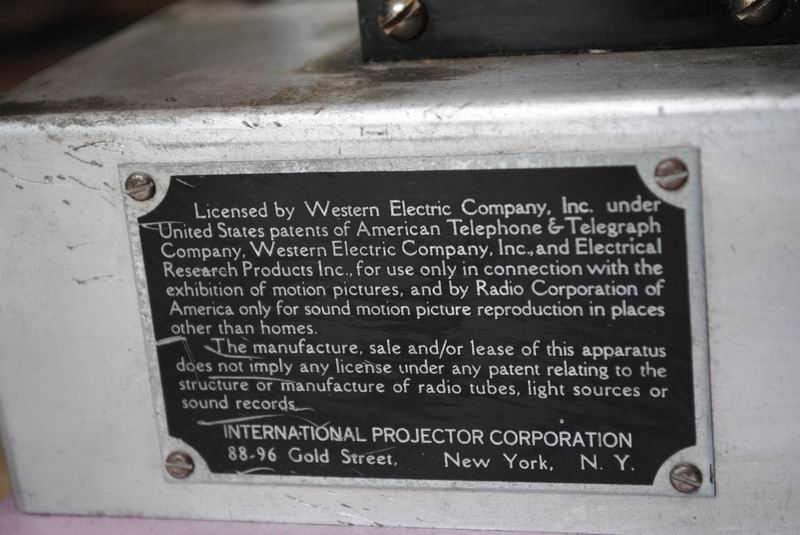 Licensed by Western Electric Company, Inc. under
United States patents of American Telephone & Telegraph
Company, Western Electric Company, Inc., and Electrical
Research Products Inc., for use only in connection with the
exhibition of motion pictures, and by Radio Corporation of
America only for sound motion picture reproduction in places
other than homes.
The manufacture, sale and/or lease of this apparatus
does not imply any license under any patent relating to the
structure or manufacture of radio tubes, light sources or
sound records.
INTERNATIONAL PROJECTOR CORPORATION
88-96 Gold Street, New York, N. Y.